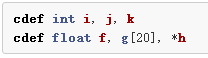 cdef int i, j, k
cdef float f, g[20], *h